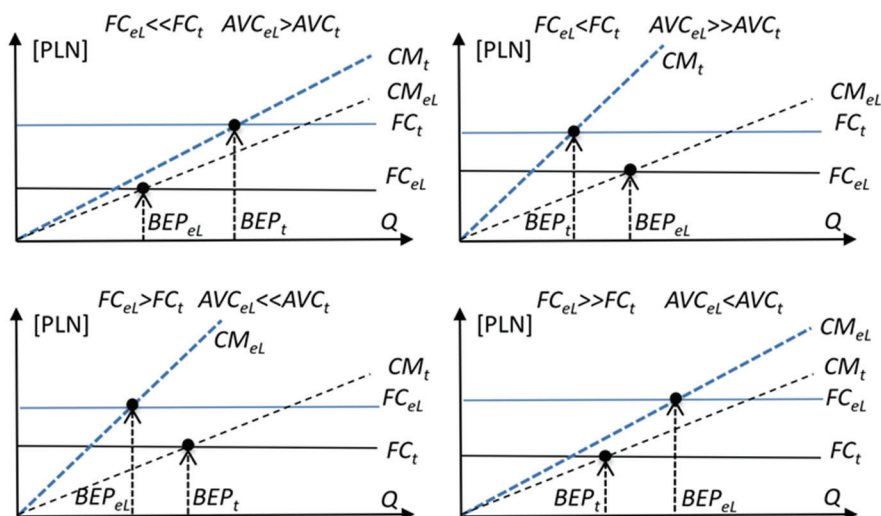 FCeL<<FCt AVCeL>AVCt
[PLN]
CMt
CMeL
FCt
FCeL
BEPeL BEPt Q
FCeL<FCt AVCeL>>AVCt
[PLN]
CMt
CMeL
FCt
FCeL
BEPt BEPeL Q
FCeL>FCt AVCeL<<AVCt
[PLN]
CMeL
CMt
FCeL
FCt
BEPeL BEPt Q
FCeL>>FCt AVCeL<AVCt
[PLN]
CMeL
CMt
FCeL
FCt
BEPt BEPeL Q